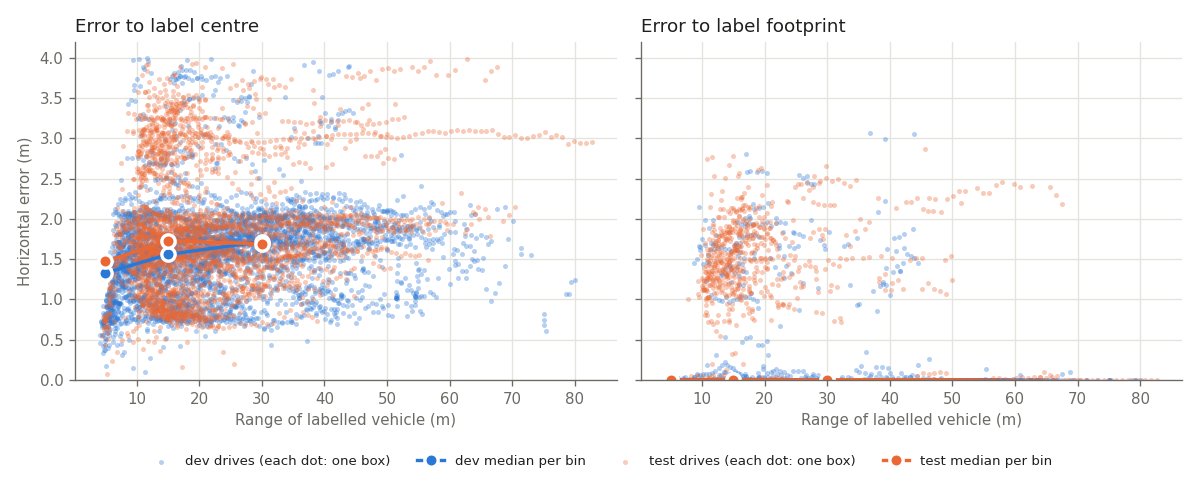 Error to label centre
Error to label footprint
Horizontal error (m)
4.0
3.5
3.0
2.5
2.0
1.5
1.0
0.5
0.0
10 20 30 40 50 60 70 80
10 20 30 40 50 60 70 80
Range of labelled vehicle (m)
Range of labelled vehicle (m)
dev drives (each dot: one box) dev median per bin test drives (each dot: one box) test median per bin